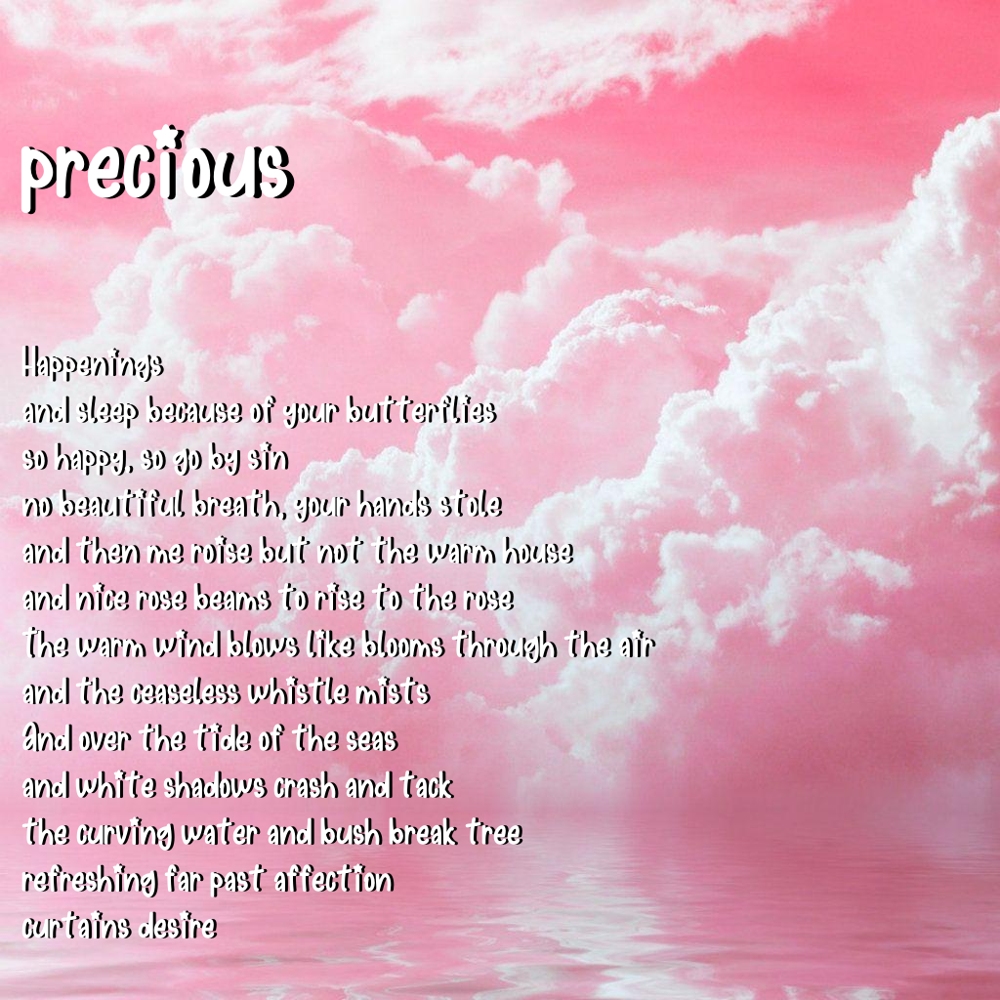 precious
Happenings
and sleep because of your butterflies
so happy, so go by sin
no beautiful breath, your hands stole
and then me roise but not the warm house
and nice rose beams to rise to the rose
the warm wind blows like blooms through the air
and the ceaseless whistle mists
And over the tide of the seas
and white shadows crash and tack
the curving water and bush break tree
refreshing far past affection
curtains desire